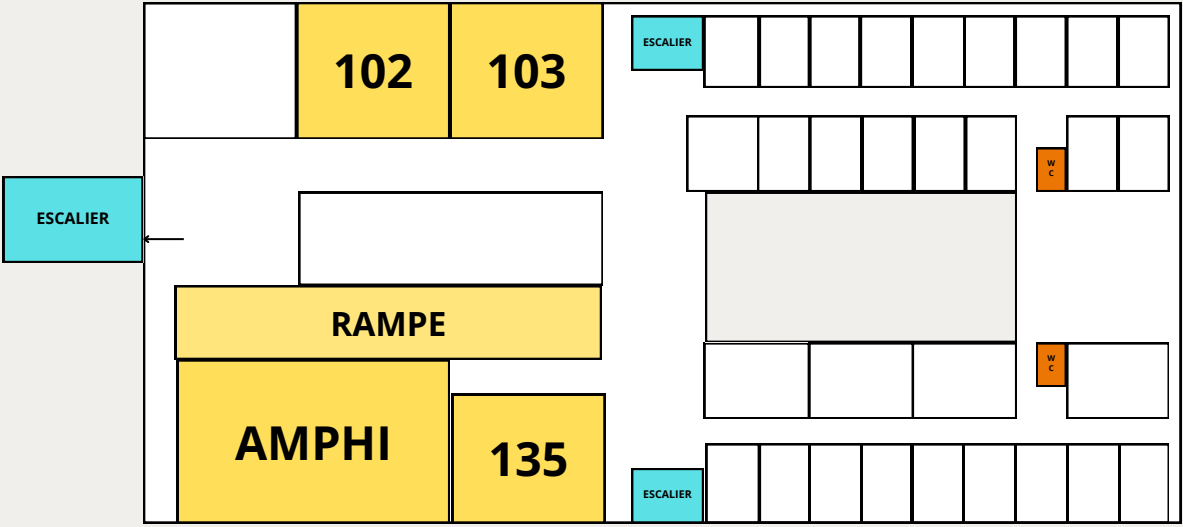 102
103
ESCALIER
W
C
ESCALIER
RAMPE
W
C
AMPHI
135
ESCALIER